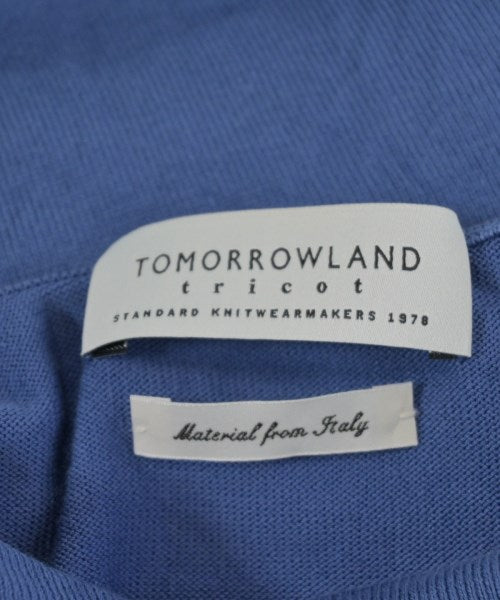 TOMORROWLAND
tricot
STANDARD KNITWEARMAKERS 1978
Material from Italy